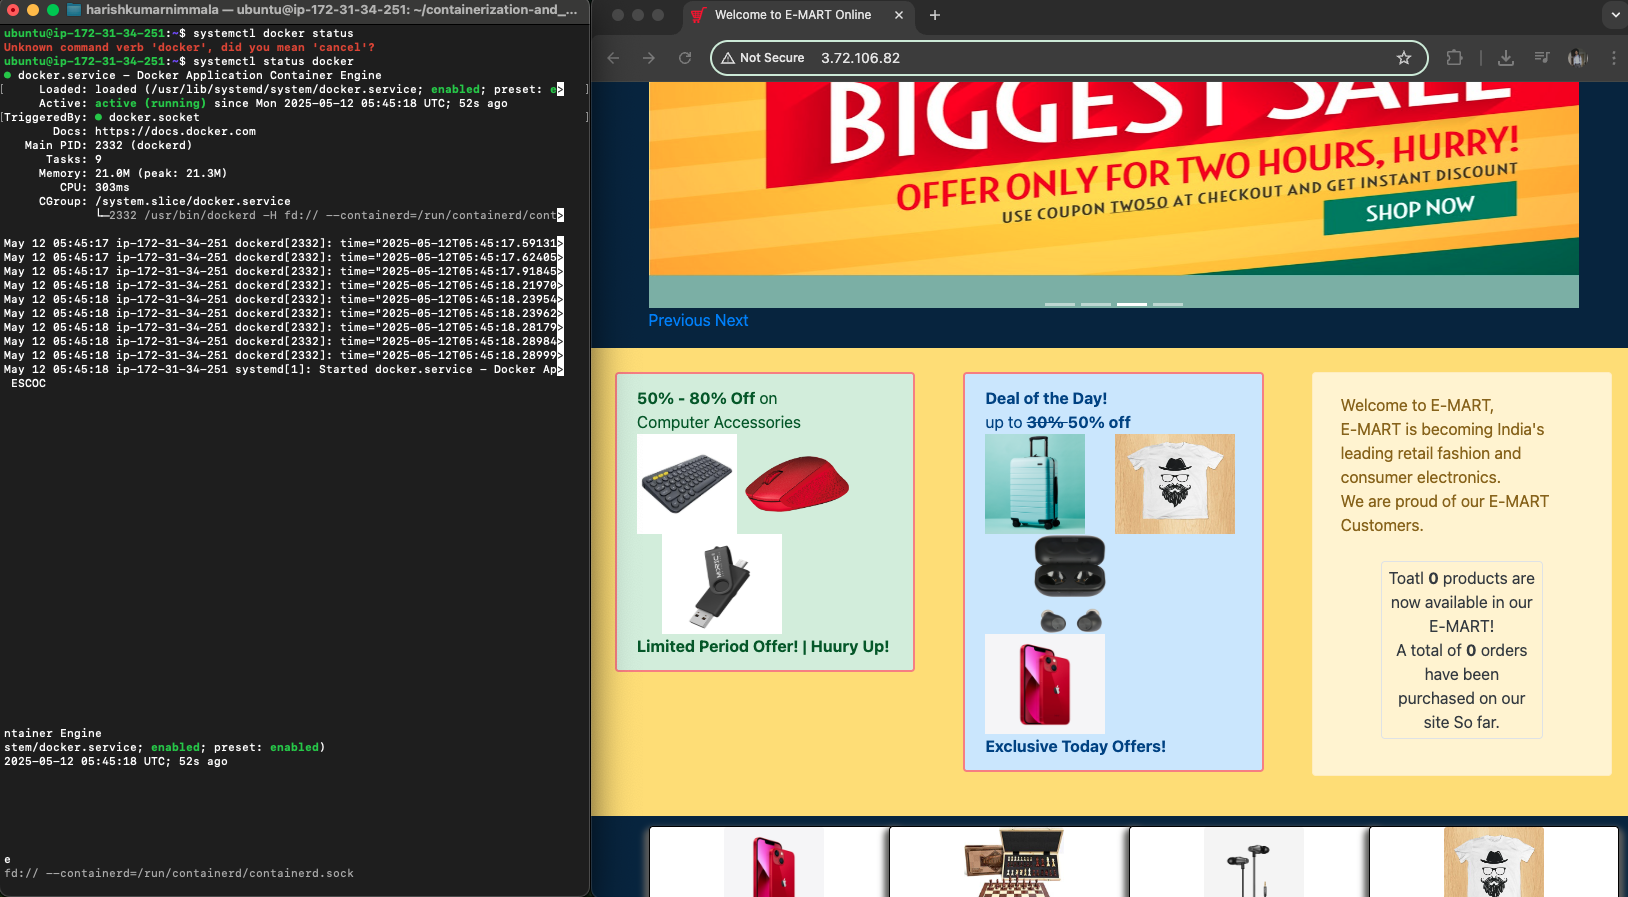 harishkumarnimmala — ubuntu@ip-172-31-34-251: ~/containerization-and_...
ubuntu@ip-172-31-34-251:~$ systemctl docker status
Unknown command verb 'docker', did you mean 'cancel'?
ubuntu@ip-172-31-34-251:~$ systemctl status docker
● docker.service - Docker Application Container Engine
[    Loaded: loaded (/usr/lib/systemd/system/docker.service; enabled; preset: e>   ]
     Active: active (running) since Mon 2025-05-12 05:45:18 UTC; 52s ago
[TriggeredBy: ● docker.socket   ]
       Docs: https://docs.docker.com
   Main PID: 2332 (dockerd)
      Tasks: 9
     Memory: 21.0M (peak: 21.3M)
        CPU: 303ms
     CGroup: /system.slice/docker.service
             └─2332 /usr/bin/dockerd -H fd:// --containerd=/run/containerd/cont>
May 12 05:45:17 ip-172-31-34-251 dockerd[2332]: time="2025-05-12T05:45:17.59131>
May 12 05:45:17 ip-172-31-34-251 dockerd[2332]: time="2025-05-12T05:45:17.62405>
May 12 05:45:17 ip-172-31-34-251 dockerd[2332]: time="2025-05-12T05:45:17.91845>
May 12 05:45:18 ip-172-31-34-251 dockerd[2332]: time="2025-05-12T05:45:18.21970>
May 12 05:45:18 ip-172-31-34-251 dockerd[2332]: time="2025-05-12T05:45:18.23954>
May 12 05:45:18 ip-172-31-34-251 dockerd[2332]: time="2025-05-12T05:45:18.23962>
May 12 05:45:18 ip-172-31-34-251 dockerd[2332]: time="2025-05-12T05:45:18.28179>
May 12 05:45:18 ip-172-31-34-251 dockerd[2332]: time="2025-05-12T05:45:18.28984>
May 12 05:45:18 ip-172-31-34-251 dockerd[2332]: time="2025-05-12T05:45:18.28999>
May 12 05:45:18 ip-172-31-34-251 systemd[1]: Started docker.service - Docker Ap>
 ESCOC
ntainer Engine
stem/docker.service; enabled; preset: enabled)
2025-05-12 05:45:18 UTC; 52s ago
e
fd:// --containerd=/run/containerd/containerd.sock
Welcome to E-MART Online
Not Secure 3.72.106.82
BIGGEST SALE
OFFER ONLY FOR TWO HOURS, HURRY!
USE COUPON TWO50 AT CHECKOUT AND GET INSTANT DISCOUNT
SHOP NOW
Previous Next
50% - 80% Off on
Computer Accessories
Limited Period Offer! | Huury Up!
Deal of the Day!
up to 30% 50% off
Exclusive Today Offers!
Welcome to E-MART,
E-MART is becoming India's
leading retail fashion and
consumer electronics.
We are proud of our E-MART
Customers.
Toatl 0 products are
now available in our
E-MART!
A total of 0 orders
have been
purchased on our
site So far.